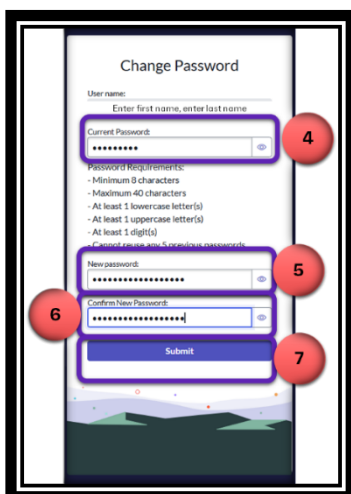 Change Password
User name:
Enter first name, enter last name
Current Password:
•••••••••
4
Password Requirements:
- Minimum 8 characters
- Maximum 40 characters
- At least 1 lowercase letter(s)
- At least 1 uppercase letter(s)
- At least 1 digit(s)
- Cannot reuse any 5 previous passwords
New password:
••••••••••••••••••
5
Confirm New Password:
••••••••••••••••••
6
Submit
7